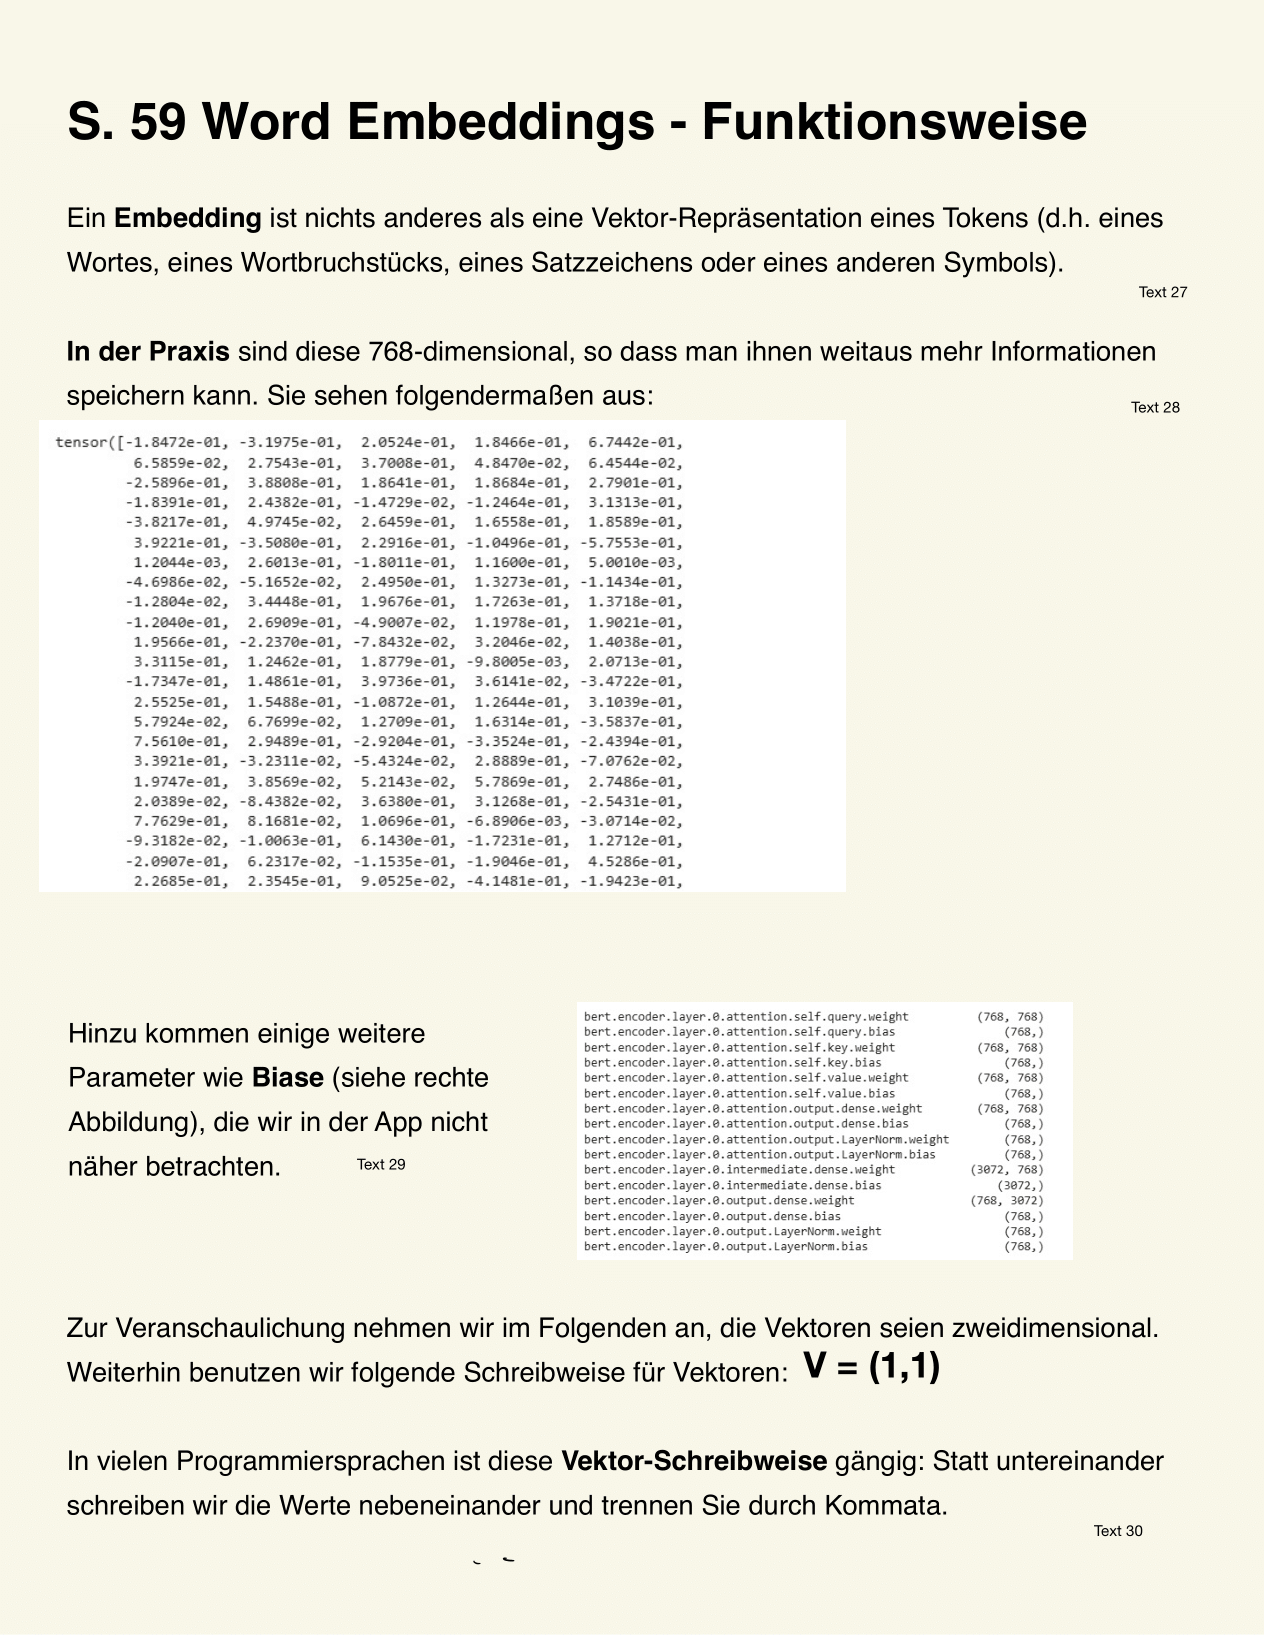 S. 59 Word Embeddings - Funktionsweise
Ein Embedding ist nichts anderes als eine Vektor-Repräsentation eines Tokens (d.h. eines
Wortes, eines Wortbruchstücks, eines Satzzeichens oder eines anderen Symbols).
Text 27
In der Praxis sind diese 768-dimensional, so dass man ihnen weitaus mehr Informationen
speichern kann. Sie sehen folgendermaßen aus:
Text 28
tensor([-1.8472e-01, -3.1975e-01, 2.0524e-01, 1.8466e-01, 6.7442e-01,
6.5859e-02, 2.7543e-01, 3.7008e-01, 4.8470e-02, 6.4544e-02,
-2.5896e-01, 3.8808e-01, 1.8641e-01, 1.8684e-01, 2.7901e-01,
-1.8391e-01, 2.4382e-01, -1.4729e-02, -1.2464e-01, 3.1313e-01,
-3.8217e-01, 4.9745e-02, 2.6459e-01, 1.6558e-01, 1.8589e-01,
3.9221e-01, -3.5080e-01, 2.2916e-01, -1.0496e-01, -5.7553e-01,
1.2044e-03, 2.6013e-01, -1.8011e-01, 1.1600e-01, 5.0010e-03,
-4.6986e-02, -5.1652e-02, 2.4950e-01, 1.3273e-01, -1.1434e-01,
-1.2804e-02, 3.4448e-01, 1.9676e-01, 1.7263e-01, 1.3718e-01,
-1.2040e-01, 2.6909e-01, -4.9007e-02, 1.1978e-01, 1.9021e-01,
1.9566e-01, -2.2370e-01, -7.8432e-02, 3.2046e-02, 1.4038e-01,
3.3115e-01, 1.2462e-01, 1.8779e-01, -9.8005e-03, 2.0713e-01,
-1.7347e-01, 1.4861e-01, 3.9736e-01, 3.6141e-02, -3.4722e-01,
2.5525e-01, 1.5488e-01, -1.0872e-01, 1.2644e-01, 3.1039e-01,
5.7924e-02, 6.7699e-02, 1.2709e-01, 1.6314e-01, -3.5837e-01,
7.5610e-01, 2.9489e-01, -2.9204e-01, -3.3524e-01, -2.4394e-01,
3.3921e-01, -3.2311e-02, -5.4324e-02, 2.8889e-01, -7.0762e-02,
1.9747e-01, 3.8569e-02, 5.2143e-02, 5.7869e-01, 2.7486e-01,
2.0389e-02, -8.4382e-02, 3.6380e-01, 3.1268e-01, -2.5431e-01,
7.7629e-01, 8.1681e-02, 1.0696e-01, -6.8906e-03, -3.0714e-02,
-9.3182e-02, -1.0063e-01, 6.1430e-01, -1.7231e-01, 1.2712e-01,
-2.0907e-01, 6.2317e-02, -1.1535e-01, -1.9046e-01, 4.5286e-01,
2.2685e-01, 2.3545e-01, 9.0525e-02, -4.1481e-01, -1.9423e-01,
Hinzu kommen einige weitere
Parameter wie Biase (siehe rechte
Abbildung), die wir in der App nicht
näher betrachten.
Text 29
bert.encoder.layer.0.attention.self.query.weight (768, 768)
bert.encoder.layer.0.attention.self.query.bias (768,)
bert.encoder.layer.0.attention.self.key.weight (768, 768)
bert.encoder.layer.0.attention.self.key.bias (768,)
bert.encoder.layer.0.attention.self.value.weight (768, 768)
bert.encoder.layer.0.attention.self.value.bias (768,)
bert.encoder.layer.0.attention.output.dense.weight (768, 768)
bert.encoder.layer.0.attention.output.dense.bias (768,)
bert.encoder.layer.0.attention.output.LayerNorm.weight (768,)
bert.encoder.layer.0.attention.output.LayerNorm.bias (768,)
bert.encoder.layer.0.intermediate.dense.weight (3072, 768)
bert.encoder.layer.0.intermediate.dense.bias (3072,)
bert.encoder.layer.0.output.dense.weight (768, 3072)
bert.encoder.layer.0.output.dense.bias (768,)
bert.encoder.layer.0.output.LayerNorm.weight (768,)
bert.encoder.layer.0.output.LayerNorm.bias (768,)
Zur Veranschaulichung nehmen wir im Folgenden an, die Vektoren seien zweidimensional.
Weiterhin benutzen wir folgende Schreibweise für Vektoren: V = (1,1)
In vielen Programmiersprachen ist diese Vektor-Schreibweise gängig: Statt untereinander
schreiben wir die Werte nebeneinander und trennen Sie durch Kommata.
Text 30